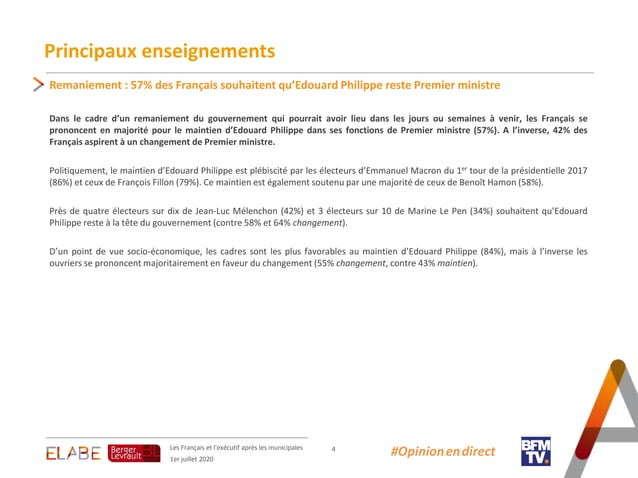 Principaux enseignements
Remaniement : 57% des Français souhaitent qu’Edouard Philippe reste Premier ministre
Dans le cadre d’un remaniement du gouvernement qui pourrait avoir lieu dans les jours ou semaines à venir, les Français se
prononcent en majorité pour le maintien d’Edouard Philippe dans ses fonctions de Premier ministre (57%). A l’inverse, 42% des
Français aspirent à un changement de Premier ministre.
Politiquement, le maintien d’Edouard Philippe est plébiscité par les électeurs d’Emmanuel Macron du 1er tour de la présidentielle 2017
(86%) et ceux de François Fillon (79%). Ce maintien est également soutenu par une majorité de ceux de Benoît Hamon (58%).
Près de quatre électeurs sur dix de Jean-Luc Mélenchon (42%) et 3 électeurs sur 10 de Marine Le Pen (34%) souhaitent qu’Edouard
Philippe reste à la tête du gouvernement (contre 58% et 64% changement).
D’un point de vue socio-économique, les cadres sont les plus favorables au maintien d’Edouard Philippe (84%), mais à l’inverse les
ouvriers se prononcent majoritairement en faveur du changement (55% changement, contre 43% maintien).
ELABE
Berger
Levrault
Les Français et l’exécutif après les municipales
1er juillet 2020
4
#Opinion en direct
BFM
TV.